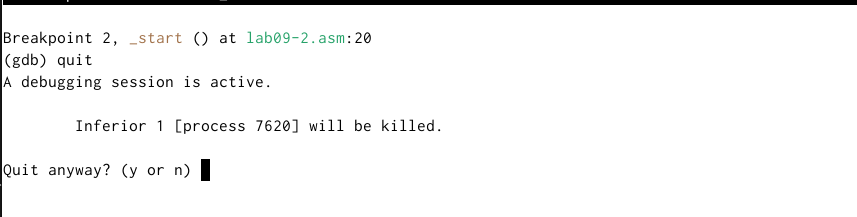 Breakpoint 2, _start () at lab09-2.asm:20
(gdb) quit
A debugging session is active.
Inferior 1 [process 7620] will be killed.
Quit anyway? (y or n)